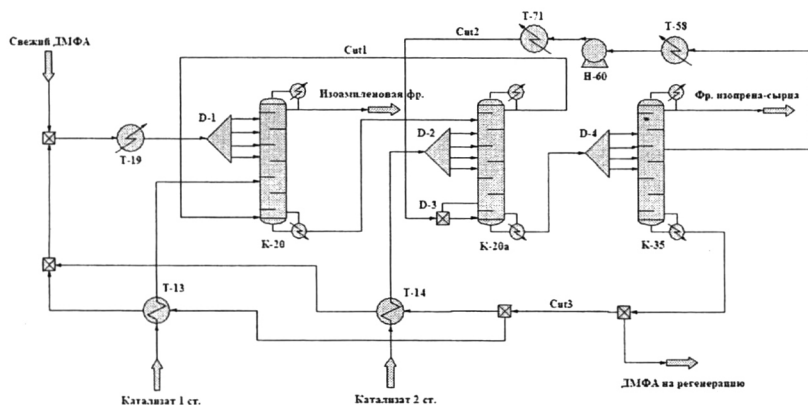 Свежий ДМФА
Cut1
Cut2
Т-71
Н-60
Т-58
Изоамиленовая фр.
Фр. изопрена-сырца
D-1
D-2
D-4
Т-19
D-3
К-20
К-20а
К-35
Т-13
Т-14
Cut3
Катализат 1 ст.
Катализат 2 ст.
ДМФА на регенерацию